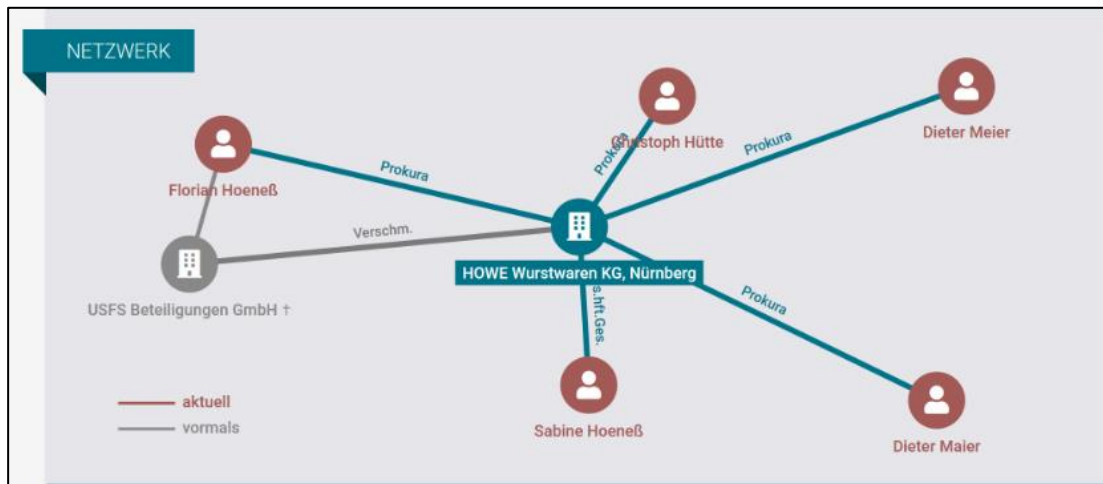 NETZWERK
Christoph Hütte
Prokura
Dieter Meier
Prokura
Florian Hoeneß
Prokura
Verschm.
HOWE Wurstwaren KG, Nürnberg
USFS Beteiligungen GmbH †
s.hft.Ges.
Prokura
aktuell
vormals
Sabine Hoeneß
Dieter Maier